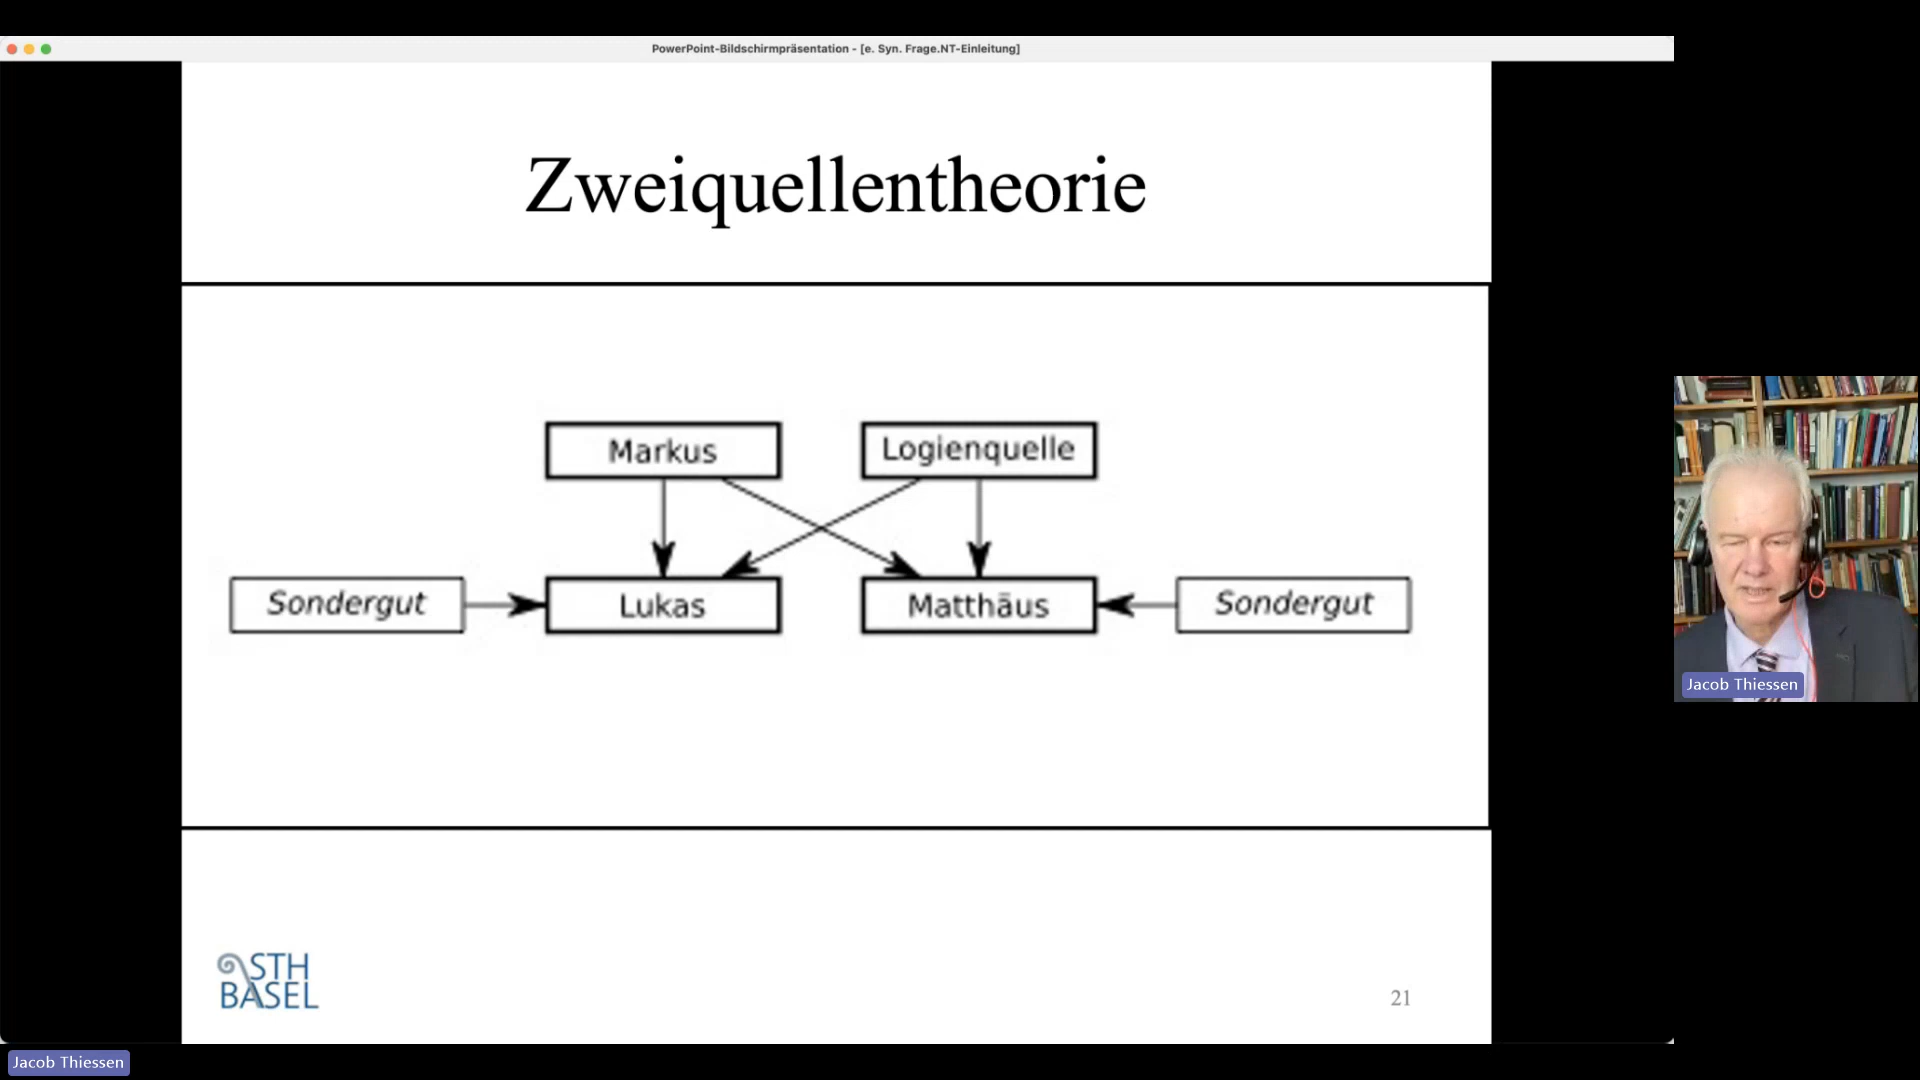 PowerPoint-Bildschirmpräsentation - [e. Syn. Frage.NT-Einleitung]
Zweiquellentheorie
Markus
Logienquelle
Sondergut
Lukas
Matthäus
Sondergut
Jacob Thiessen
STH
BASEL
21
Jacob Thiessen